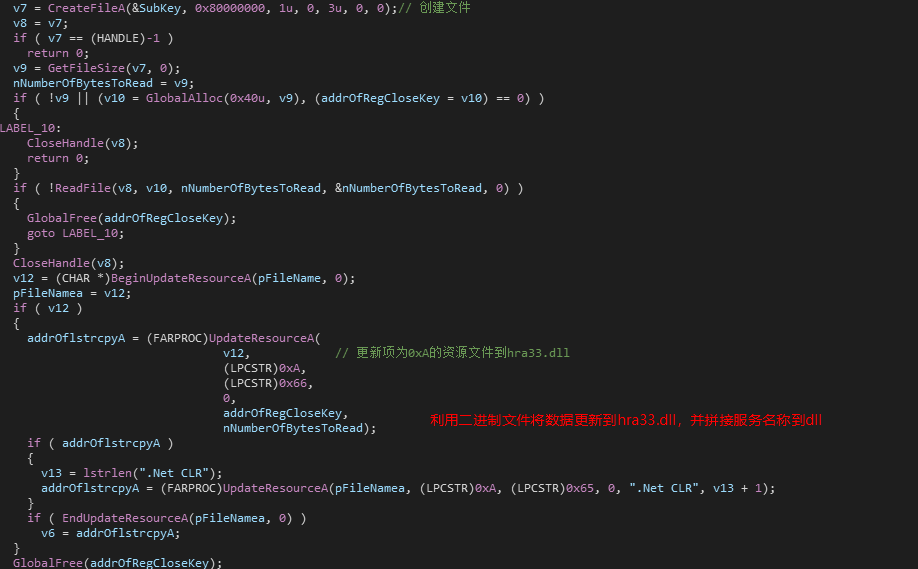 v7 = CreateFileA(&SubKey, 0x80000000, 1u, 0, 3u, 0, 0);// 创建文件
v8 = v7;
if ( v7 == (HANDLE)-1 )
return 0;
v9 = GetFileSize(v7, 0);
nNumberOfBytesToRead = v9;
if ( !v9 || (v10 = GlobalAlloc(0x40u, v9), (addrOfRegCloseKey = v10) == 0) )
{
LABEL_10:
CloseHandle(v8);
return 0;
}
if ( !ReadFile(v8, v10, nNumberOfBytesToRead, &nNumberOfBytesToRead, 0) )
{
GlobalFree(addrOfRegCloseKey);
goto LABEL_10;
}
CloseHandle(v8);
v12 = (CHAR *)BeginUpdateResourceA(pFileName, 0);
pFileNamea = v12;
if ( v12 )
{
addrOflstrcpyA = (FARPROC)UpdateResourceA(
v12, // 更新项为0xA的资源文件到hra33.dll
(LPCSTR)0xA,
(LPCSTR)0x66,
0,
addrOfRegCloseKey,
利用二进制文件将数据更新到hra33.dll，并拼接服务名称到dll
nNumberOfBytesToRead);
if ( addrOflstrcpyA )
{
v13 = lstrlen(".Net CLR");
addrOflstrcpyA = (FARPROC)UpdateResourceA(pFileNamea, (LPCSTR)0xA, (LPCSTR)0x65, 0, ".Net CLR", v13 + 1);
}
if ( EndUpdateResourceA(pFileNamea, 0) )
v6 = addrOflstrcpyA;
}
GlobalFree(addrOfRegCloseKey);